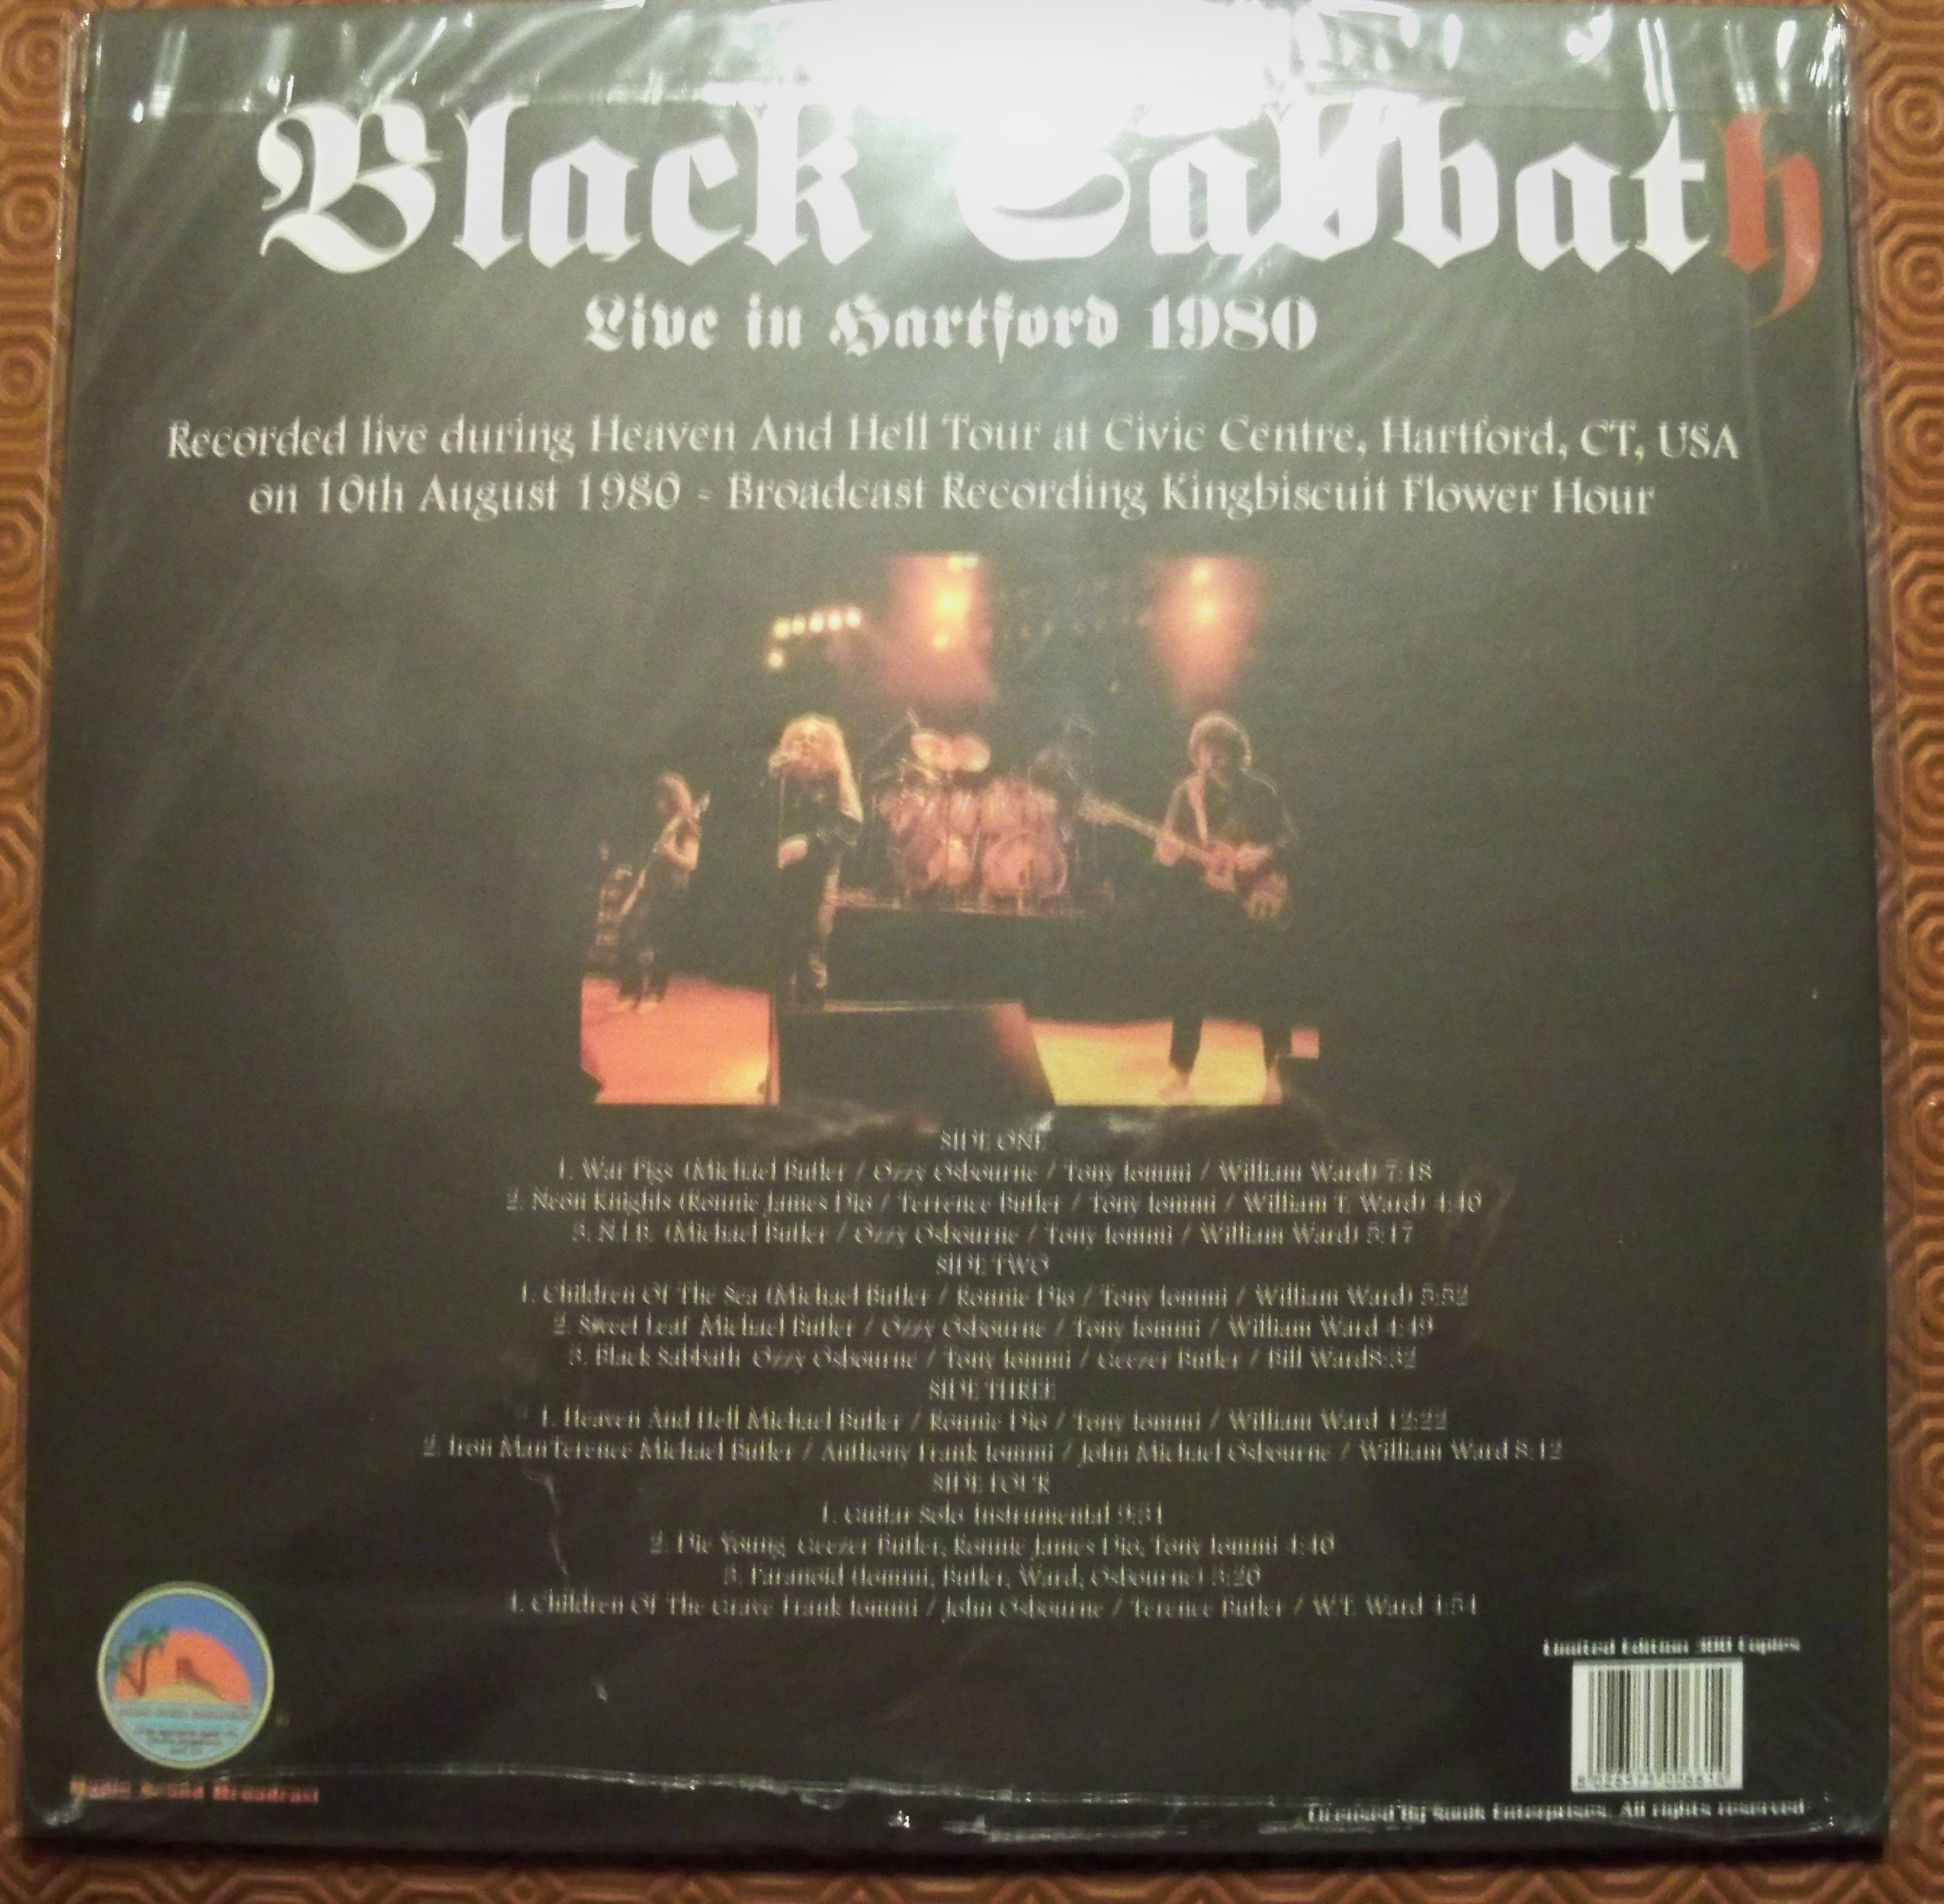 Black Sabbath
Live in Hartford 1980
Recorded live during Heaven And Hell Tour at Civic Centre, Hartford, CT, USA
on 10th August 1980 - Broadcast Recording Kingbiscuit Flower Hour
SIDE ONE
1. War Pigs (Michael Butler / Ozzy Osbourne / Tony Iommi / William Ward) 7:18
2. Neon Knights (Ronnie James Dio / Terrence Butler / Tony Iommi / William T. Ward) 4:40
3. N.I.B. (Michael Butler / Ozzy Osbourne / Tony Iommi / William Ward) 5:17
SIDE TWO
1. Children Of The Sea (Michael Butler / Ronnie Dio / Tony Iommi / William Ward) 5:52
2. Sweet Leaf Michael Butler / Ozzy Osbourne / Tony Iommi / William Ward 4:49
3. Black Sabbath Ozzy Osbourne / Tony Iommi / Geezer Butler / Bill Ward8:32
SIDE THREE
1. Heaven And Hell Michael Butler / Ronnie Dio / Tony Iommi / William Ward 12:22
2. Iron ManTerence Michael Butler / Anthony Frank Iommi / John Michael Osbourne / William Ward 8:12
SIDE FOUR
1. Guitar Solo Instrumental 9:31
2. Die Young Geezer Butler, Ronnie James Dio, Tony Iommi 4:46
3. Paranoid (Iommi, Butler, Ward, Osbourne) 3:20
4. Children Of The Grave Frank Iommi / John Osbourne / Terence Butler / W.T. Ward 4:54
Limited Edition 300 Copies
Radio Sound Broadcast
Licensed By Sonik Enterprises. All rights reserved